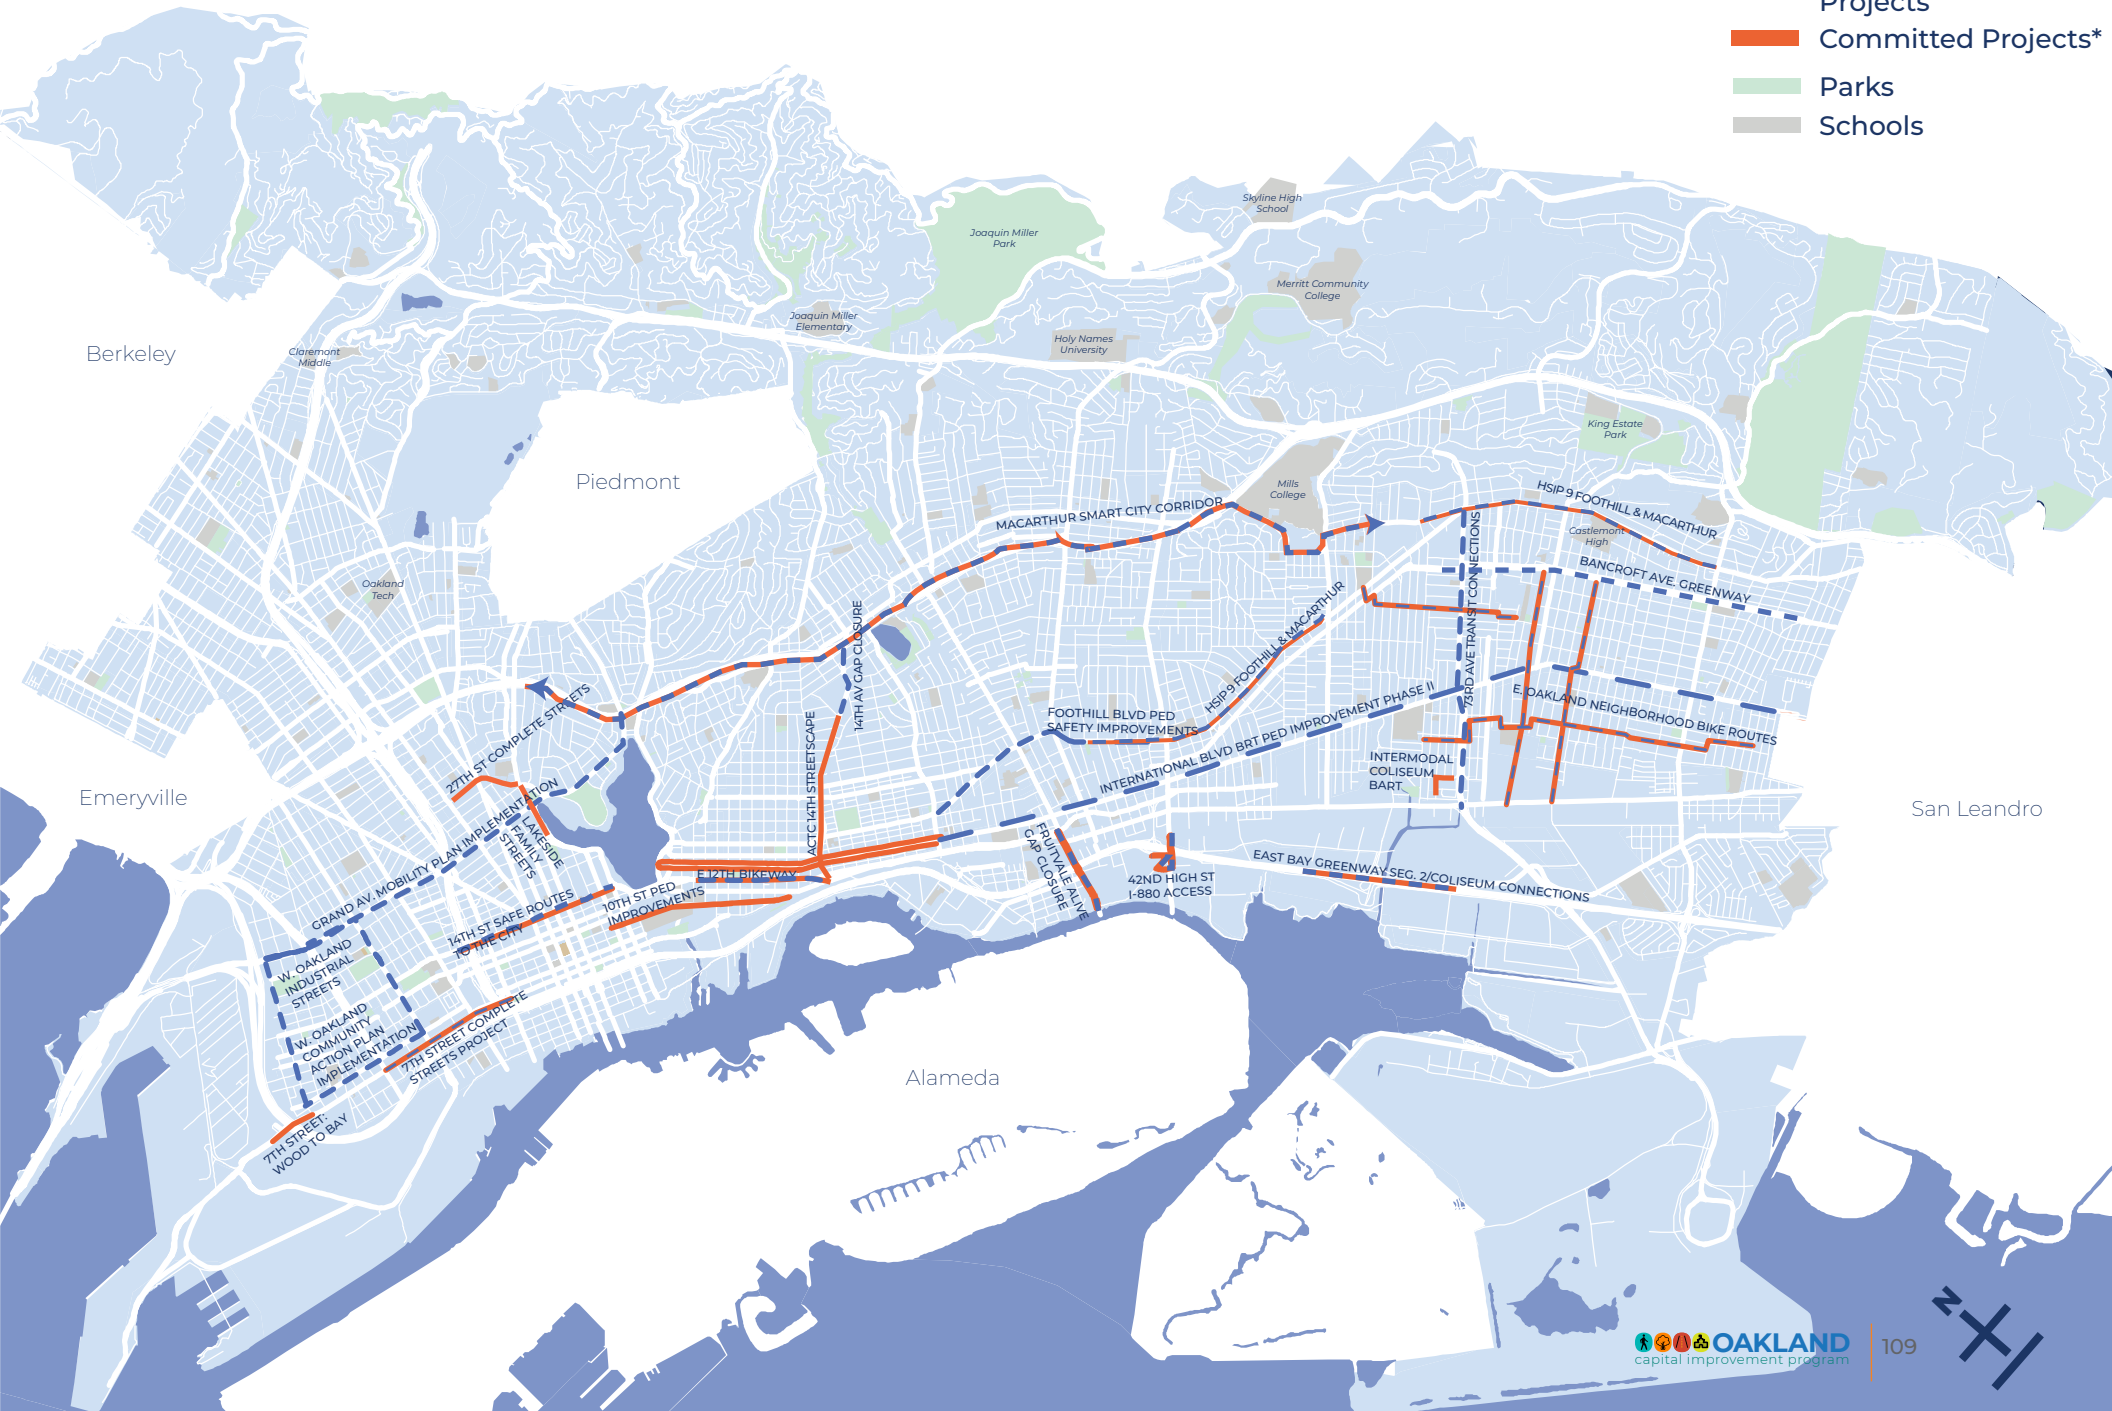 Projects
Committed Projects*
Parks
Schools
Skyline High
School
Joaquin Miller
Park
Merritt Community
College
Joaquin Miller
Elementary
Holy Names
University
Berkeley
Claremont
Middle
King Estate
Park
Piedmont
Mills
College
MACARTHUR SMART CITY CORRIDOR
HSIP 9 FOOTHILL & MACARTHUR
Castlemont
High
BANCROFT AVE. GREENWAY
73RD AVE TRANSIT CONNECTIONS
Oakland
Tech
14TH AV GAP CLOSURE
HSIP 9 FOOTHILL & MACARTHUR
27TH ST COMPLETE STREETS
FOOTHILL BLVD PED
SAFETY IMPROVEMENTS
INTERNATIONAL BLVD BRT PED IMPROVEMENT PHASE II
E. OAKLAND NEIGHBORHOOD BIKE ROUTES
ACTC 14TH STREETSCAPE
INTERMODAL
COLISEUM
BART
Emeryville
San Leandro
GRAND AV. MOBILITY PLAN IMPLEMENTATION
LAKESIDE
FAMILY
STREETS
E 12TH BIKEWAY
FRUITVALE ALIVE
GAP CLOSURE
42ND HIGH ST
I-880 ACCESS
EAST BAY GREENWAY SEG. 2/COLISEUM CONNECTIONS
10TH ST PED
IMPROVEMENTS
14TH ST SAFE ROUTES
TO THE CITY
W. OAKLAND
INDUSTRIAL
STREETS
W. OAKLAND
COMMUNITY
ACTION PLAN
IMPLEMENTATION
7TH STREET COMPLETE
STREETS PROJECT
7TH STREET:
WOOD TO BAY
Alameda
N
OAKLAND
capital improvement program
109